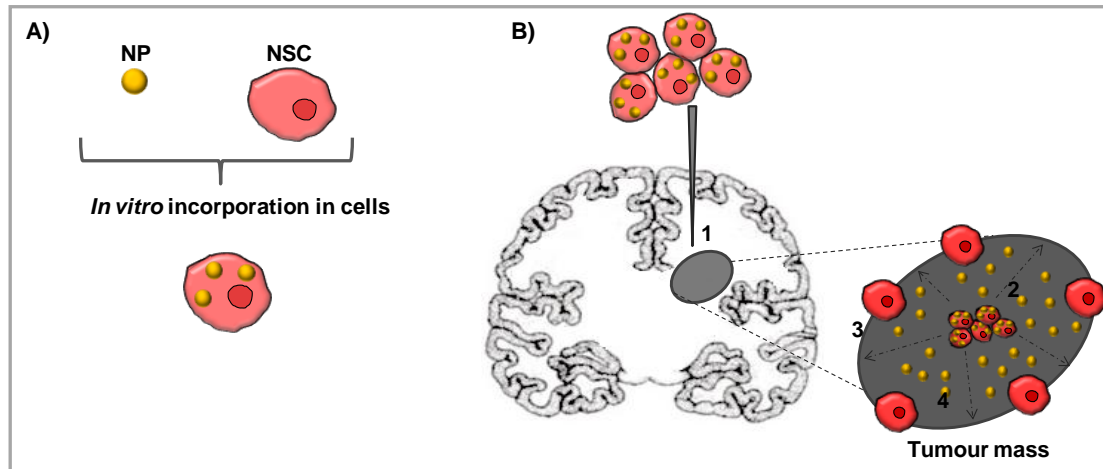 A)
NP
NSC
In vitro incorporation in cells
B)
1
2
3
4
Tumour mass